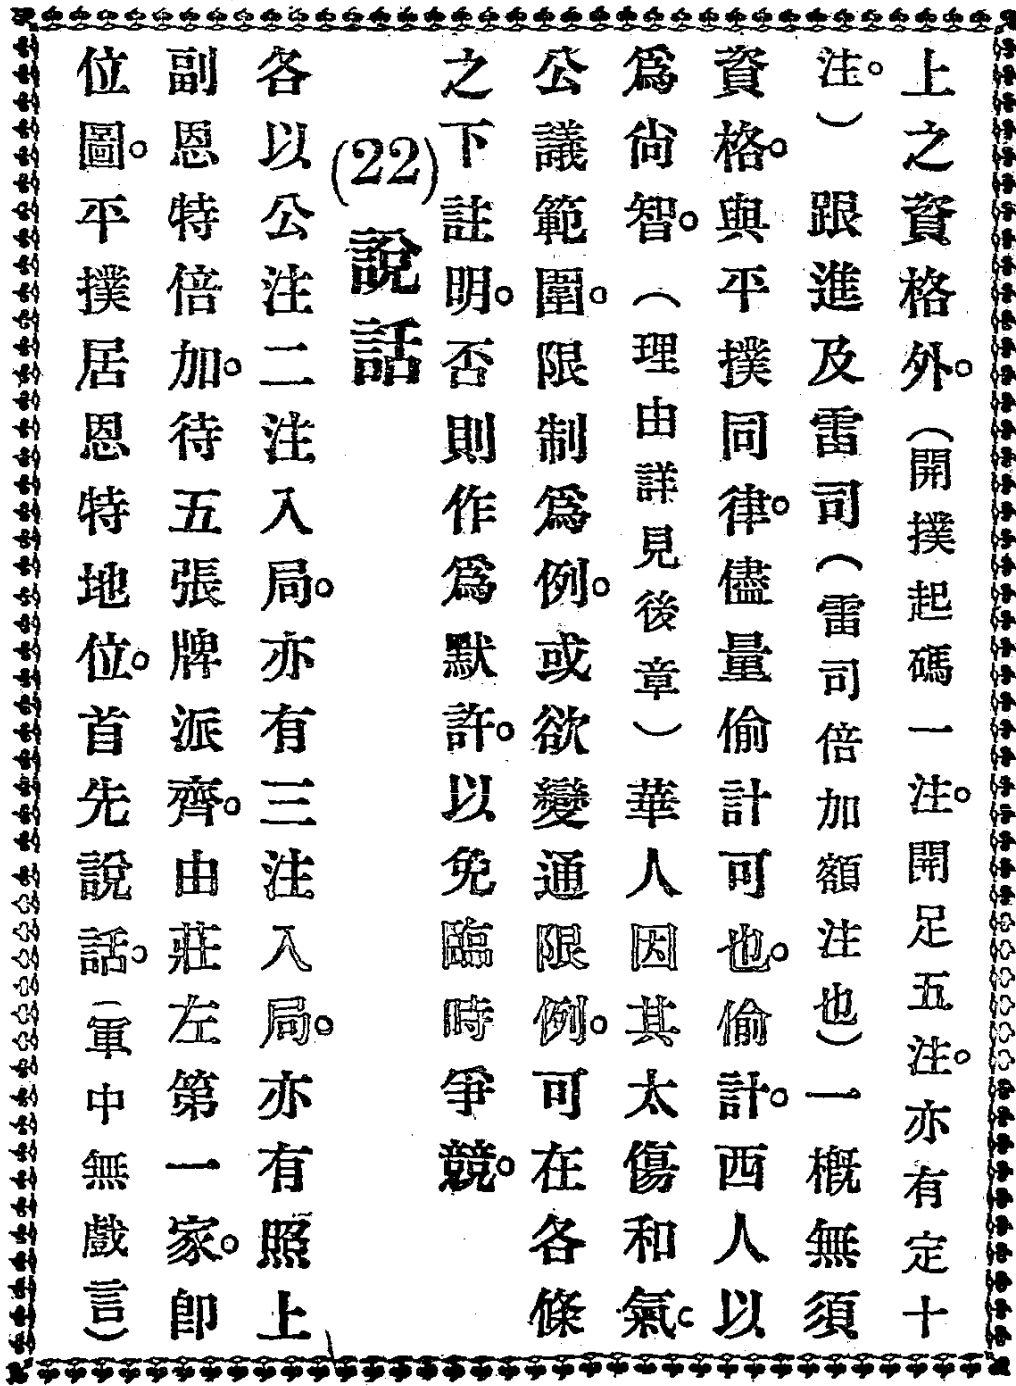 上之資格外。（開撲起碼一注。開足五注。亦有定十
注。） 跟進及雷司（雷司倍加額注也）一概無須
資格。與平撲同律。儘量偷計可也。偷計。西人以
爲尙智。（理由詳見後章）華人因其太傷和氣。
公議範圍。限制爲例。或欲變通限例。可在各條
之下註明。否則作爲默許。以免臨時爭競。
(22)說話
各以公注二注入局。亦有三注入局。亦有照上
副恩特倍加。待五張牌派齊。由莊左第一家。卽
位圖。平撲居恩特地位。首先說話。（軍中無戲言）